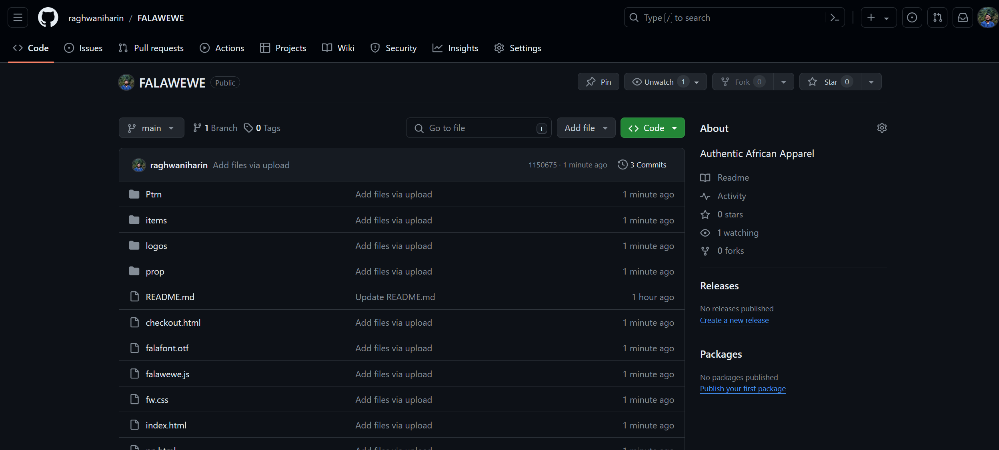 raghwaniharin / FALAWEWE
Type / to search
Code Issues Pull requests Actions Projects Wiki Security Insights Settings
FALAWEWE Public
Pin Unwatch 1 Fork 0 Star 0
main 1 Branch 0 Tags Go to file t Add file Code
raghwaniharin Add files via upload 1150675 · 1 minute ago 3 Commits
Ptrn Add files via upload 1 minute ago
items Add files via upload 1 minute ago
logos Add files via upload 1 minute ago
prop Add files via upload 1 minute ago
README.md Update README.md 1 hour ago
checkout.html Add files via upload 1 minute ago
falafont.otf Add files via upload 1 minute ago
falawewe.js Add files via upload 1 minute ago
fw.css Add files via upload 1 minute ago
index.html Add files via upload 1 minute ago
Add files via upload 1 minute ago
About
Authentic African Apparel
Readme
Activity
0 stars
1 watching
0 forks
Releases
No releases published
Create a new release
Packages
No packages published
Publish your first package